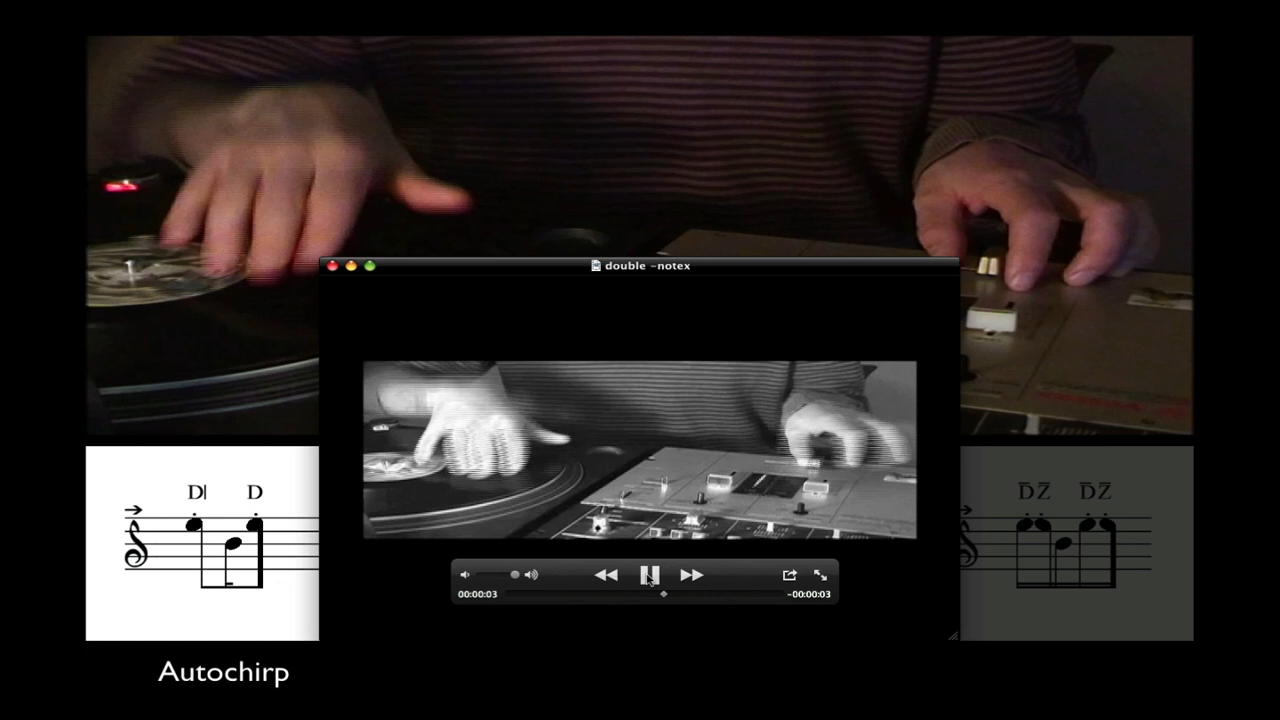 double -notex
D| D
D̅Z̅ D̅Z̅
00:00:03 -00:00:03
Autochirp